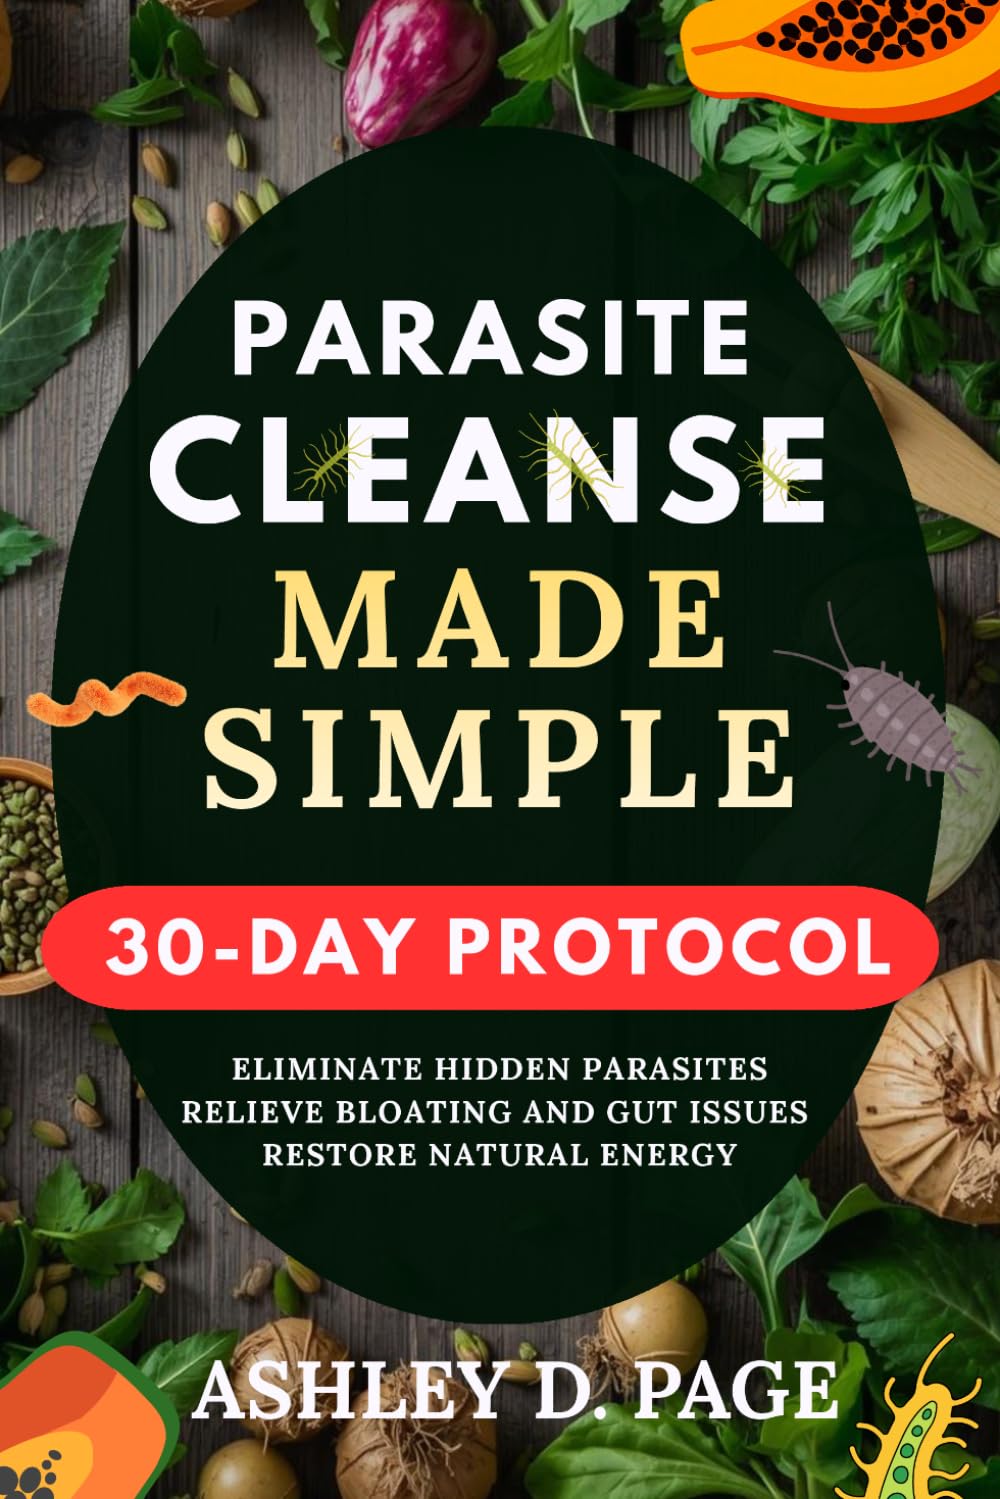 PARASITE
CLEANSE
MADE
SIMPLE
30-DAY PROTOCOL
ELIMINATE HIDDEN PARASITES
RELIEVE BLOATING AND GUT ISSUES
RESTORE NATURAL ENERGY
ASHLEY D. PAGE